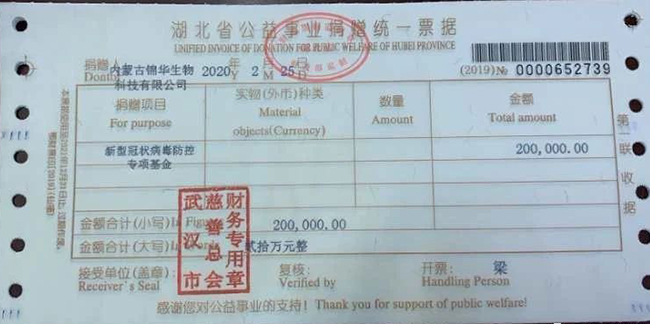 湖北省公益事业捐赠统一票据
UNIFIED INVOICE OF DONATION FOR PUBLIC WELFARE OF HUBEI PROVINCE
捐赠人 内蒙古锦华生物科技有限公司 2020 年 2 月 25 日
Donor Y M D
(2019) № 0000652739
捐赠项目 实物(外币)种类 数量 金额
For purpose Material objects(Currency) Amount Total amount
新型冠状病毒防控 200,000.00
专项基金
金额合计(小写) In Figures 200,000.00
金额合计(大写) 贰拾万元整
接受单位(盖章): 复核: 开票: 梁
Receiver's Seal Verified by Handling Person
感谢您对公益事业的支持! Thank you for support of public welfare!
武汉市慈善总会财务专用章
第一联 收据